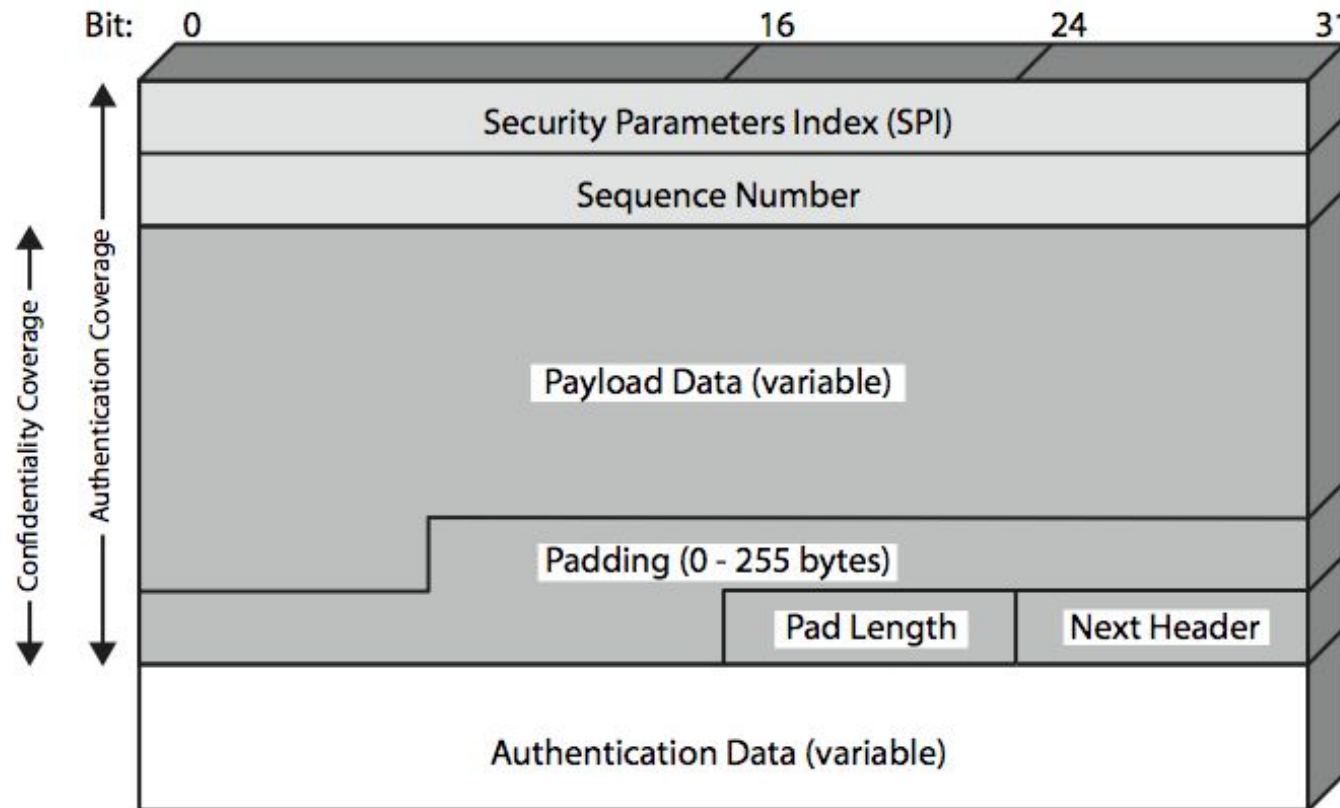 Bit: 0 16 24 31
Security Parameters Index (SPI)
Sequence Number
Confidentiality Coverage
Authentication Coverage
Payload Data (variable)
Padding (0 - 255 bytes)
Pad Length Next Header
Authentication Data (variable)